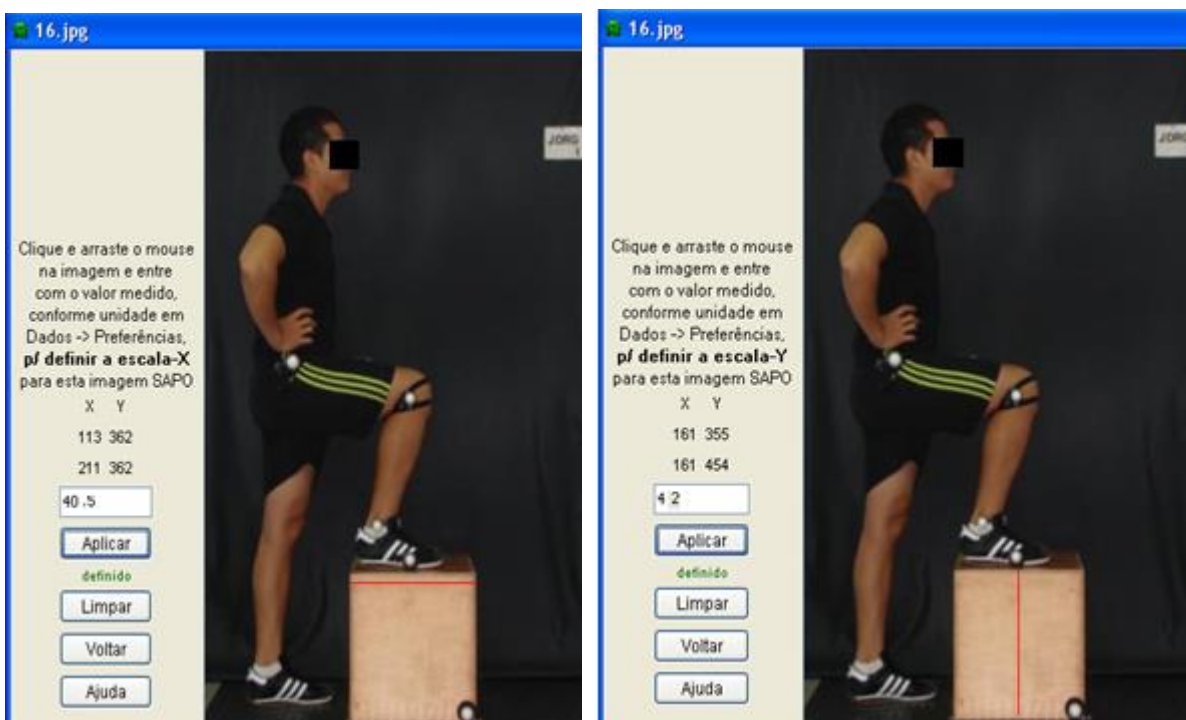 16.jpg
JORG
Clique e arraste o mouse
na imagem e entre
com o valor medido,
conforme unidade em
Dados -> Preferências,
p/ definir a escala-X
para esta imagem SAPO
X Y
113 362
211 362
40.5
Aplicar
definido
Limpar
Voltar
Ajuda
16.jpg
JORG
Clique e arraste o mouse
na imagem e entre
com o valor medido,
conforme unidade em
Dados -> Preferências,
p/ definir a escala-Y
para esta imagem SAPO
X Y
161 355
161 454
42
Aplicar
definido
Limpar
Voltar
Ajuda